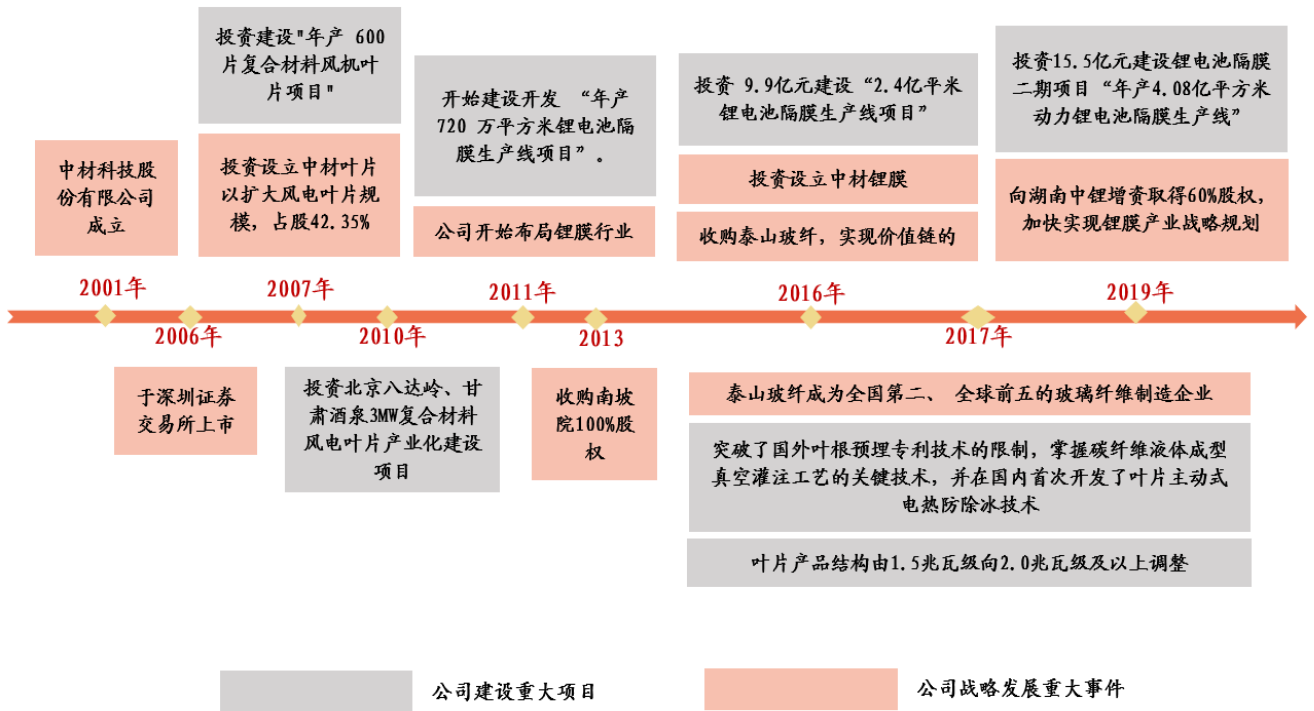 投资建设"年产 600
片复合材料风机叶
片项目"
开始建设开发 “年产
720 万平方米锂电池隔
膜生产线项目”。
投资 9.9亿元建设“2.4亿平米
锂电池隔膜生产线项目”
投资15.5亿元建设锂电池隔膜
二期项目“年产4.08亿平方米
动力锂电池隔膜生产线”
中材科技股
份有限公司
成立
投资设立中材叶片
以扩大风电叶片规
模，占股42.35%
公司开始布局锂膜行业
投资设立中材锂膜
收购泰山玻纤，实现价值链的
向湖南中锂增资取得60%股权，
加快实现锂膜产业战略规划
2001年
2007年
2011年
2016年
2019年
2006年
2010年
2013
2017年
于深圳证券
交易所上市
投资北京八达岭、甘
肃酒泉3MW复合材料
风电叶片产业化建设
项目
收购南玻
院100%股
权
泰山玻纤成为全国第二、 全球前五的玻璃纤维制造企业
突破了国外叶根预埋专利技术的限制，掌握碳纤维液体成型
真空灌注工艺的关键技术，并在国内首次开发了叶片主动式
电热防除冰技术
叶片产品结构由1.5兆瓦级向2.0兆瓦级及以上调整
公司建设重大项目
公司战略发展重大事件